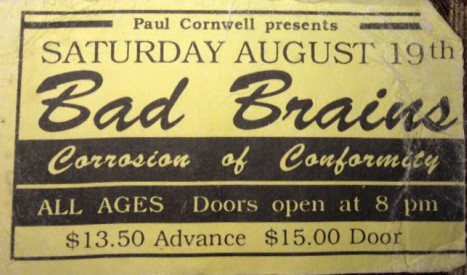 Paul Cornwell presents
SATURDAY AUGUST 19th
Bad Brains
Corrosion of Conformity
ALL AGES Doors open at 8 pm
$13.50 Advance $15.00 Door